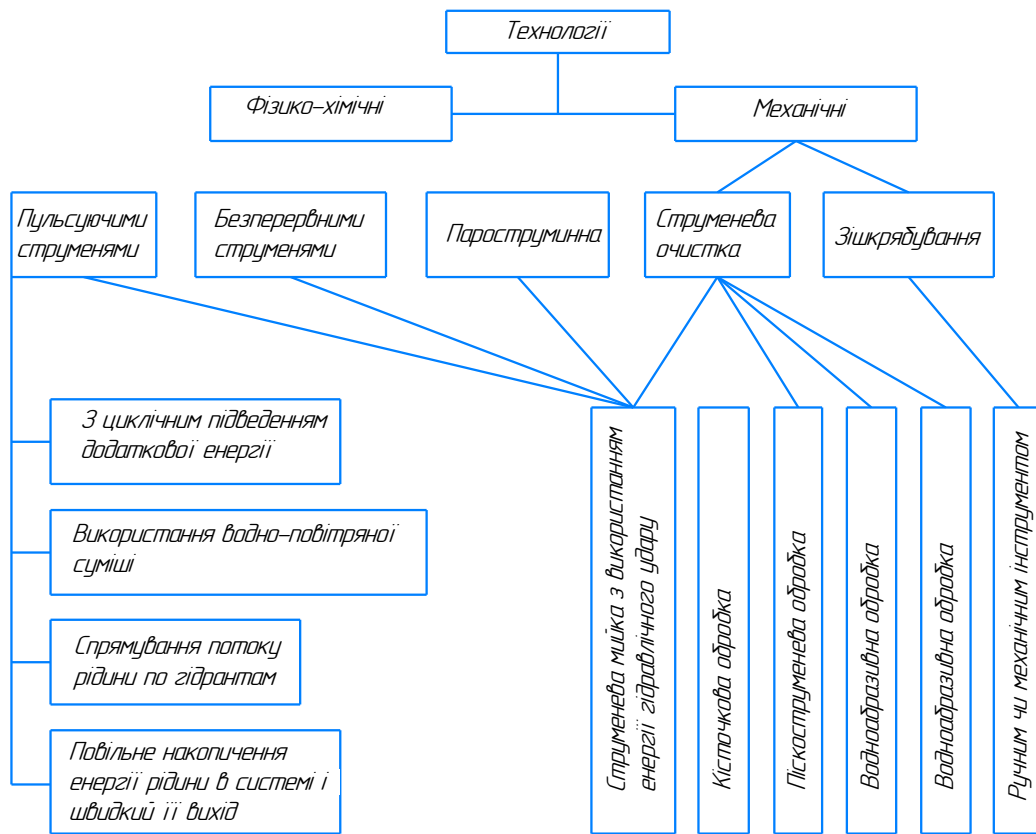 Технології
Фізико-хімічні
Механічні
Пульсуючими
струменями
Безперервними
струменями
Пароструминна
Струменева
очистка
Зішкрябування
З циклічним підведенням
додаткової енергії
Використання водно-повітряної
суміші
Спрямування потоку
рідини по гідрантам
Повільне накопичення
енергії рідини в системі і
швидкий її вихід
Струменева мийка з використанням
енергії гідравлічного удару
Кісточкова обробка
Піскоструменева обробка
Водноабразивна обробка
Водноабразивна обробка
Ручним чи механічним інструментом